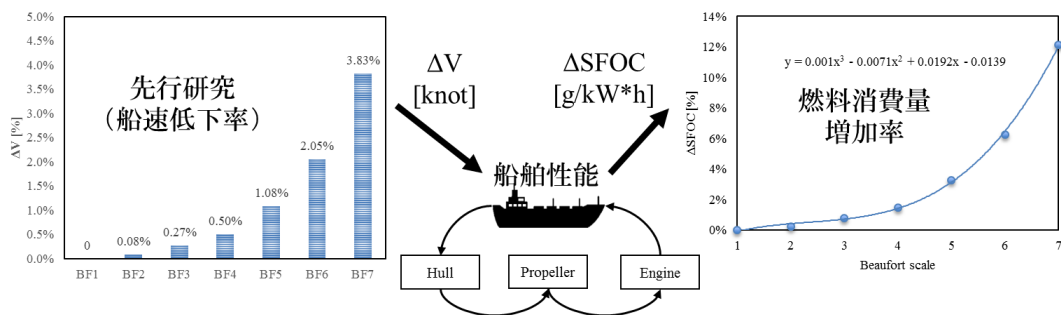 5.0%
4.5%
4.0%
3.5%
3.0%
2.5%
2.0%
1.5%
1.0%
0.5%
0.0%
ΔV [%]
先行研究
（船速低下率）
0
0.08%
0.27%
0.50%
1.08%
2.05%
3.83%
BF1 BF2 BF3 BF4 BF5 BF6 BF7
ΔV
[knot]
ΔSFOC
[g/kW*h]
船舶性能
Hull Propeller Engine
14%
12%
10%
8%
6%
4%
2%
0%
ΔSFOC [%]
y = 0.001x³ - 0.0071x² + 0.0192x - 0.0139
燃料消費量
増加率
1 2 3 4 5 6 7
Beaufort scale